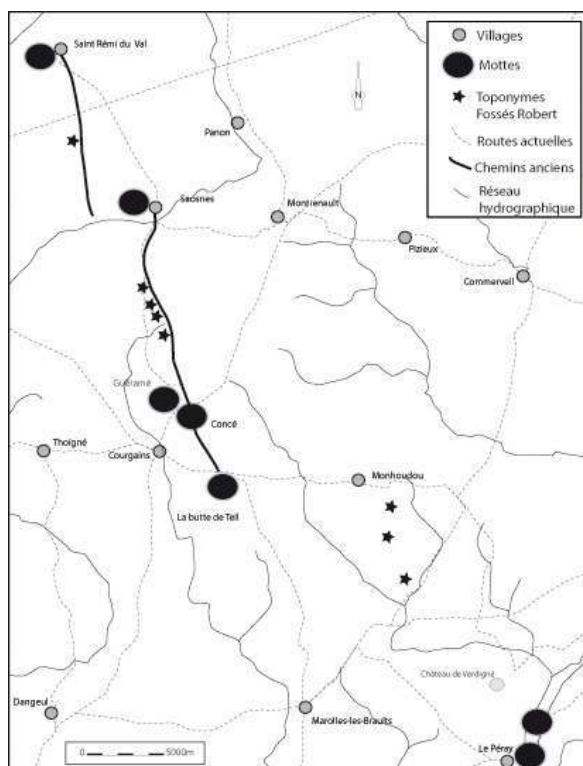 Saint Rémi du Val
Villages
Mottes
Toponymes
Fossés Robert
Routes actuelles
Chemins anciens
Réseau
hydrographique
N
Panon
Saosnes
Montrenault
Pizieux
Commerveil
Guéramé
Concé
Thoigné
Courgains
Monhoudou
La butte de Teil
Château de Verdigné
Dangeul
Marolles-les-Braults
Le Péray
0 5000m